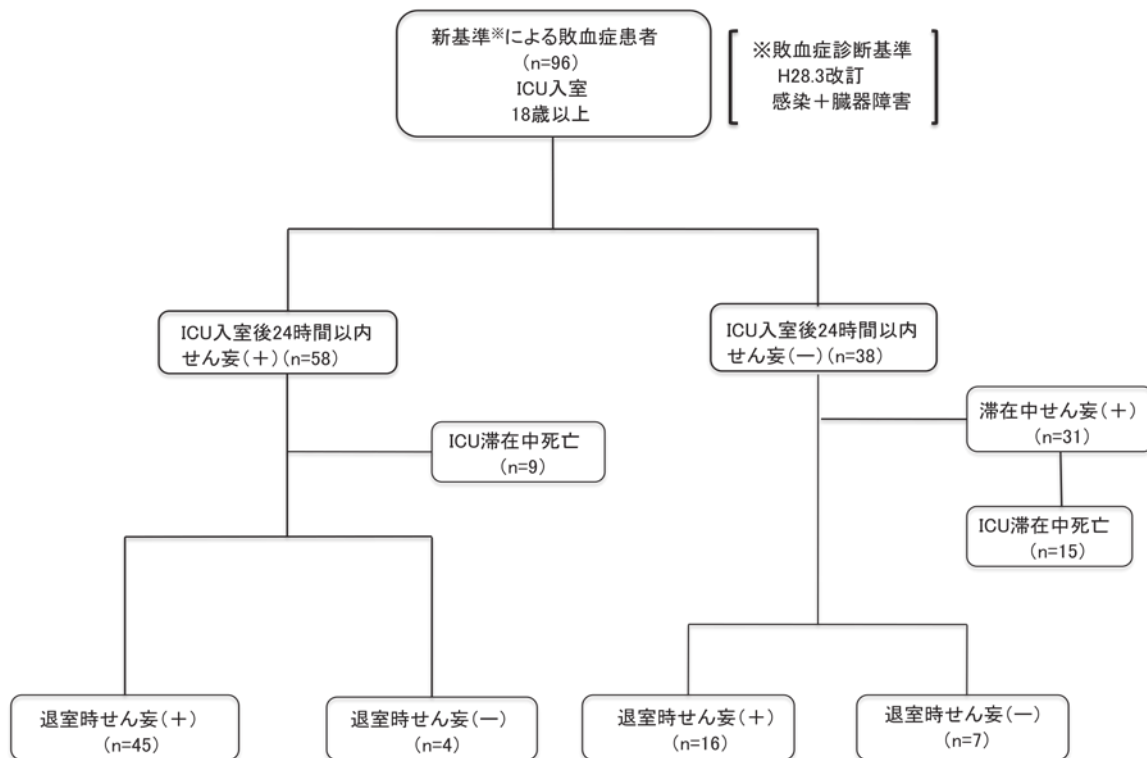 新基準※による敗血症患者
(n=96)
ICU入室
18歳以上
※敗血症診断基準
H28.3改訂
感染＋臓器障害
ICU入室後24時間以内
せん妄(＋)(n=58)
ICU入室後24時間以内
せん妄(ー)(n=38)
滞在中せん妄(＋)
(n=31)
ICU滞在中死亡
(n=9)
ICU滞在中死亡
(n=15)
退室時せん妄(＋)
(n=45)
退室時せん妄(ー)
(n=4)
退室時せん妄(＋)
(n=16)
退室時せん妄(ー)
(n=7)